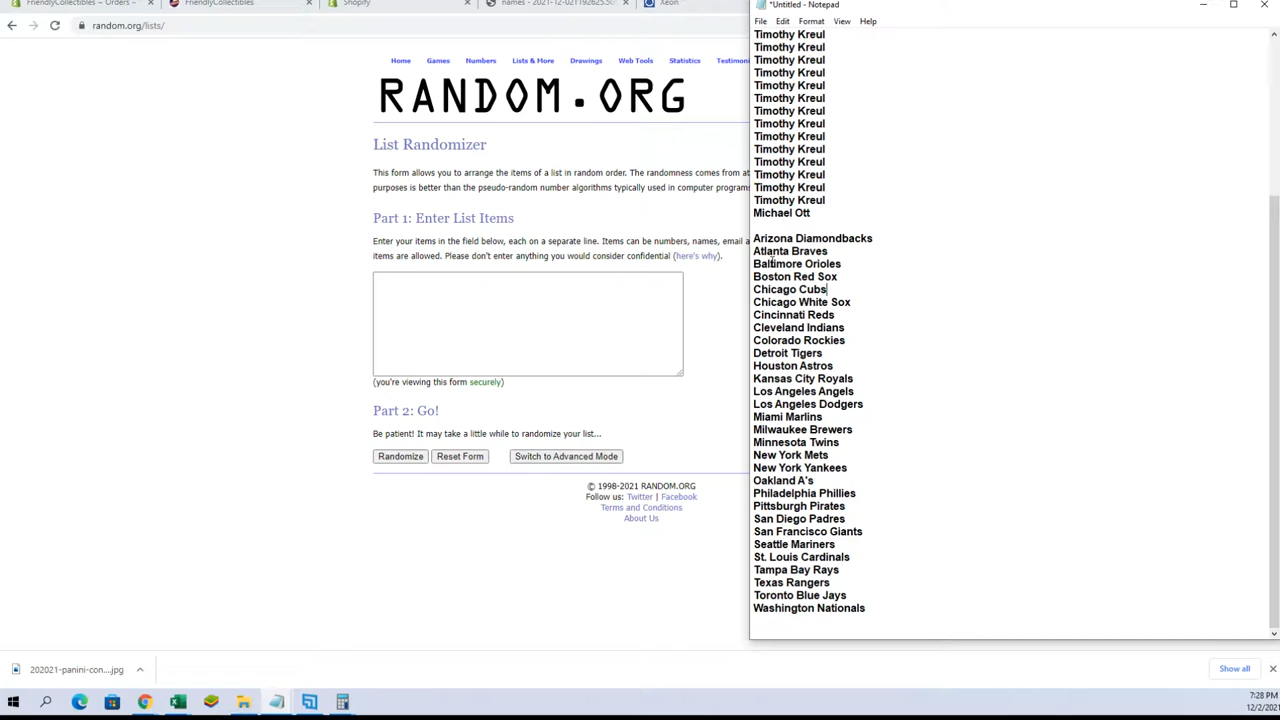 FriendlyCollectibles ~ Orders ~
FriendlyCollectibles
Shopify
names - 2021-12-02T192625.50
Xeon
*Untitled - Notepad
random.org/lists/
File Edit Format View Help
Home Games Numbers Lists & More Drawings Web Tools Statistics Testimoni
RANDOM.ORG
List Randomizer
This form allows you to arrange the items of a list in random order. The randomness comes from at
purposes is better than the pseudo-random number algorithms typically used in computer programs
Part 1: Enter List Items
Enter your items in the field below, each on a separate line. Items can be numbers, names, email a
items are allowed. Please don't enter anything you would consider confidential (here's why).
(you're viewing this form securely)
Part 2: Go!
Be patient! It may take a little while to randomize your list...
Randomize Reset Form Switch to Advanced Mode
© 1998-2021 RANDOM.ORG
Follow us: Twitter | Facebook
Terms and Conditions
About Us
Timothy Kreul
Timothy Kreul
Timothy Kreul
Timothy Kreul
Timothy Kreul
Timothy Kreul
Timothy Kreul
Timothy Kreul
Timothy Kreul
Timothy Kreul
Timothy Kreul
Timothy Kreul
Timothy Kreul
Timothy Kreul
Michael Ott
Arizona Diamondbacks
Atlanta Braves
Baltimore Orioles
Boston Red Sox
Chicago Cubs
Chicago White Sox
Cincinnati Reds
Cleveland Indians
Colorado Rockies
Detroit Tigers
Houston Astros
Kansas City Royals
Los Angeles Angels
Los Angeles Dodgers
Miami Marlins
Milwaukee Brewers
Minnesota Twins
New York Mets
New York Yankees
Oakland A's
Philadelphia Phillies
Pittsburgh Pirates
San Diego Padres
San Francisco Giants
Seattle Mariners
St. Louis Cardinals
Tampa Bay Rays
Texas Rangers
Toronto Blue Jays
Washington Nationals
202021-panini-con....jpg
Show all
7:28 PM
12/2/2021